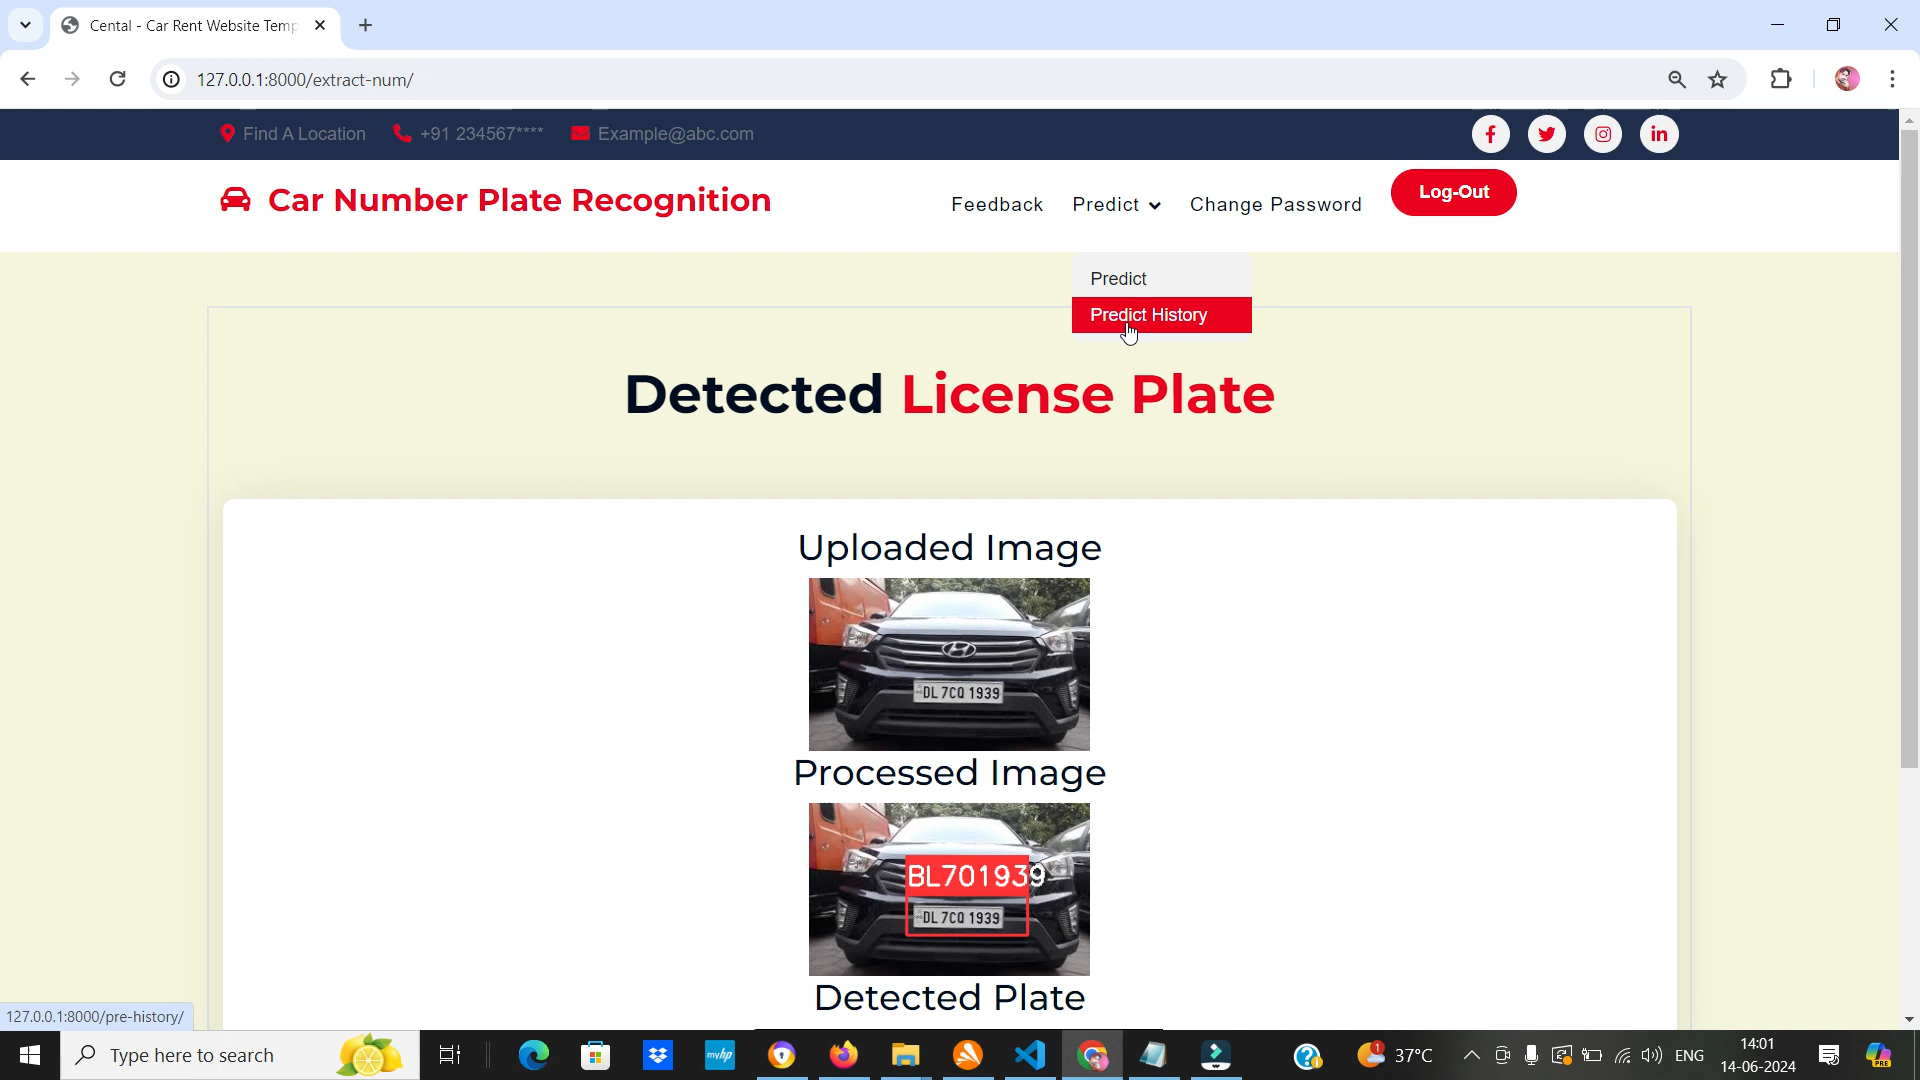 Cental - Car Rent Website Temp
127.0.0.1:8000/extract-num/
Find A Location +91 234567**** Example@abc.com
Car Number Plate Recognition
Feedback Predict Change Password Log-Out
Predict
Predict History
Detected License Plate
Uploaded Image
DL 7CQ 1939
Processed Image
BL701939
DL 7CQ 1939
Detected Plate
127.0.0.1:8000/pre-history/
Type here to search
myhp
1
37°C
ENG
14:01
14-06-2024
PRE